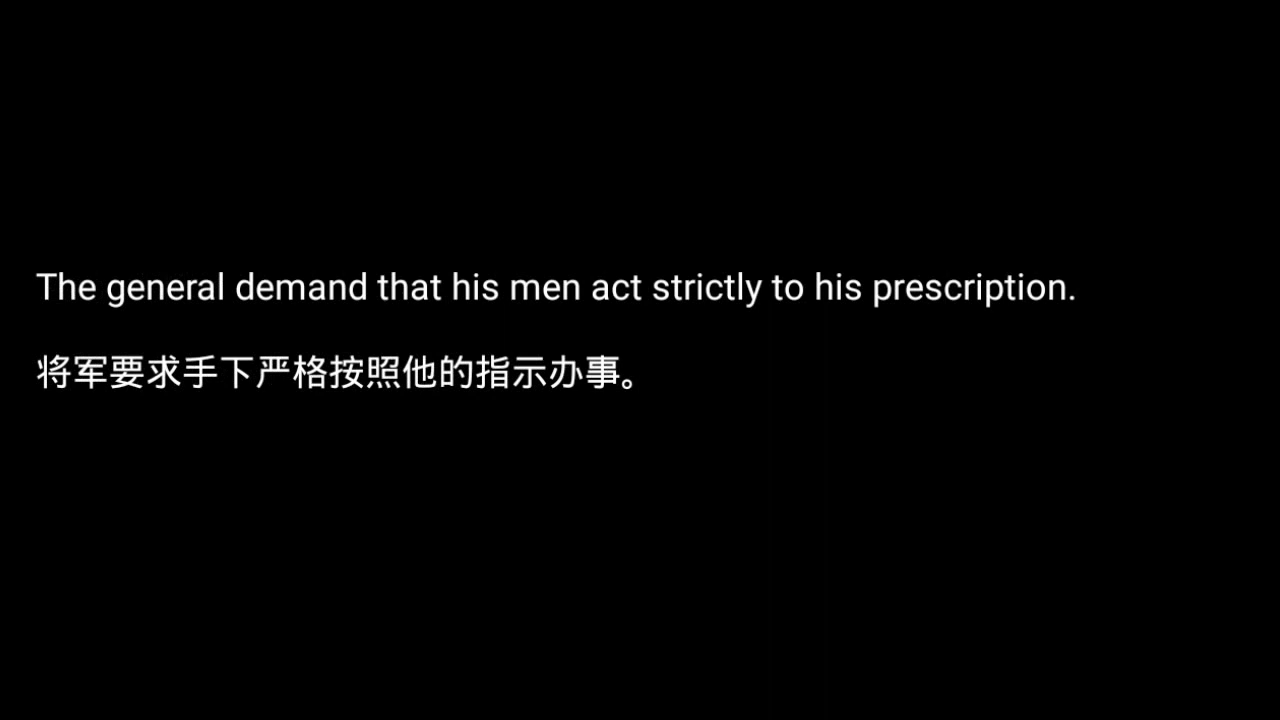 The general demand that his men act strictly to his prescription.
将军要求手下严格按照他的指示办事。